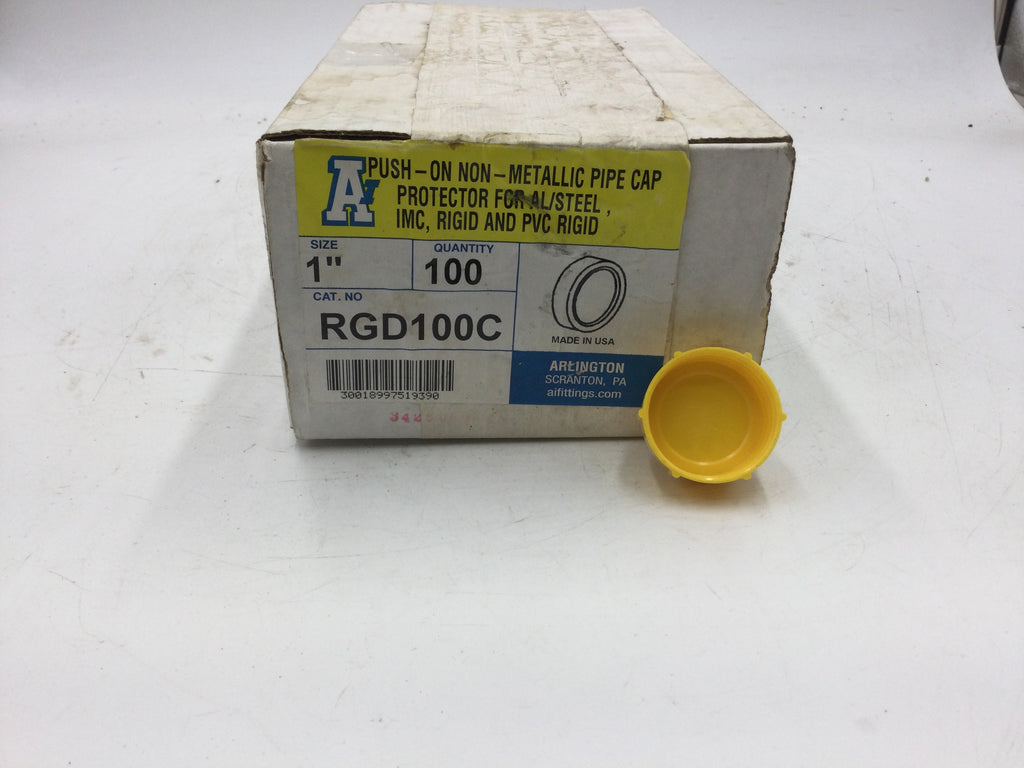 PUSH-ON NON-METALLIC PIPE CAP
PROTECTOR FOR AL/STEEL,
IMC, RIGID AND PVC RIGID
SIZE
1"
QUANTITY
100
CAT. NO
RGD100C
MADE IN USA
30018997519390
ARLINGTON
SCRANTON, PA
aifittings.com